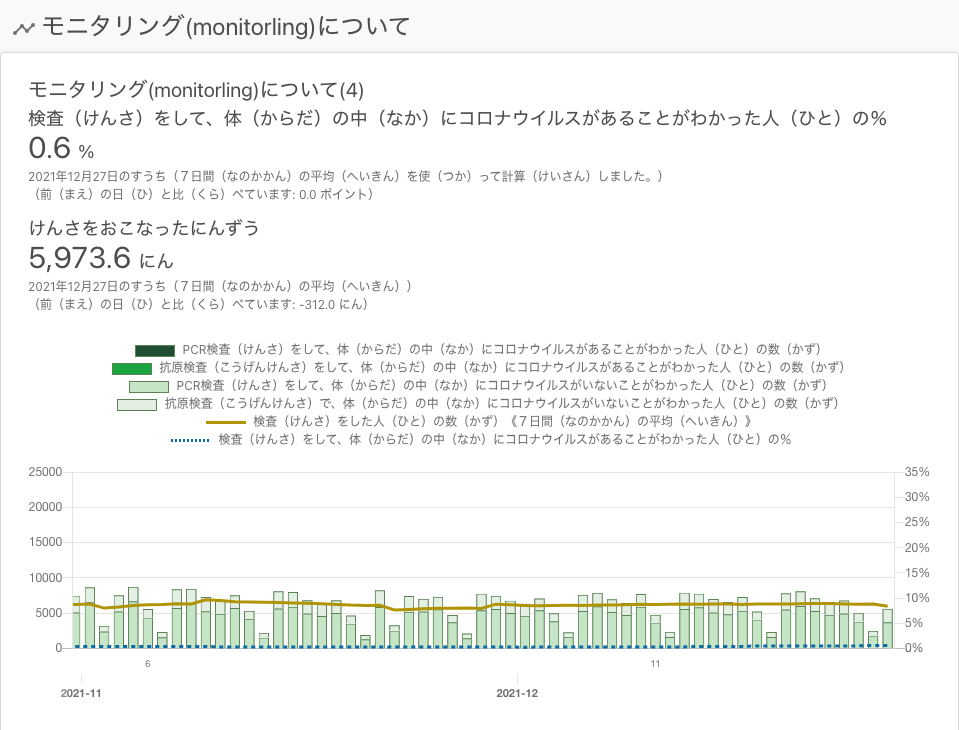 モニタリング(monitorling)について
モニタリング(monitorling)について(4)
検査（けんさ）をして、体（からだ）の中（なか）にコロナウイルスがあることがわかった人（ひと）の%
0.6 %
2021年12月27日のすうち（７日間（なのかかん）の平均（へいきん）を使（つか）って計算（けいさん）しました。）
（前（まえ）の日（ひ）と比（くら）べています: 0.0 ポイント）
けんさをおこなったにんずう
5,973.6 にん
2021年12月27日のすうち（７日間（なのかかん）の平均（へいきん））
（前（まえ）の日（ひ）と比（くら）べています: -312.0 にん）
PCR検査（けんさ）をして、体（からだ）の中（なか）にコロナウイルスがあることがわかった人（ひと）の数（かず）
抗原検査（こうげんけんさ）をして、体（からだ）の中（なか）にコロナウイルスがあることがわかった人（ひと）の数（かず）
PCR検査（けんさ）をして、体（からだ）の中（なか）にコロナウイルスがいないことがわかった人（ひと）の数（かず）
抗原検査（こうげんけんさ）で、体（からだ）の中（なか）にコロナウイルスがいないことがわかった人（ひと）の数（かず）
検査（けんさ）をした人（ひと）の数（かず）《７日間（なのかかん）の平均（へいきん）》
検査（けんさ）をして、体（からだ）の中（なか）にコロナウイルスがあることがわかった人（ひと）の%
25000 35%
20000 30%
25%
15000 20%
10000 15%
10%
5000 5%
0 0%
6 11
2021-11 2021-12